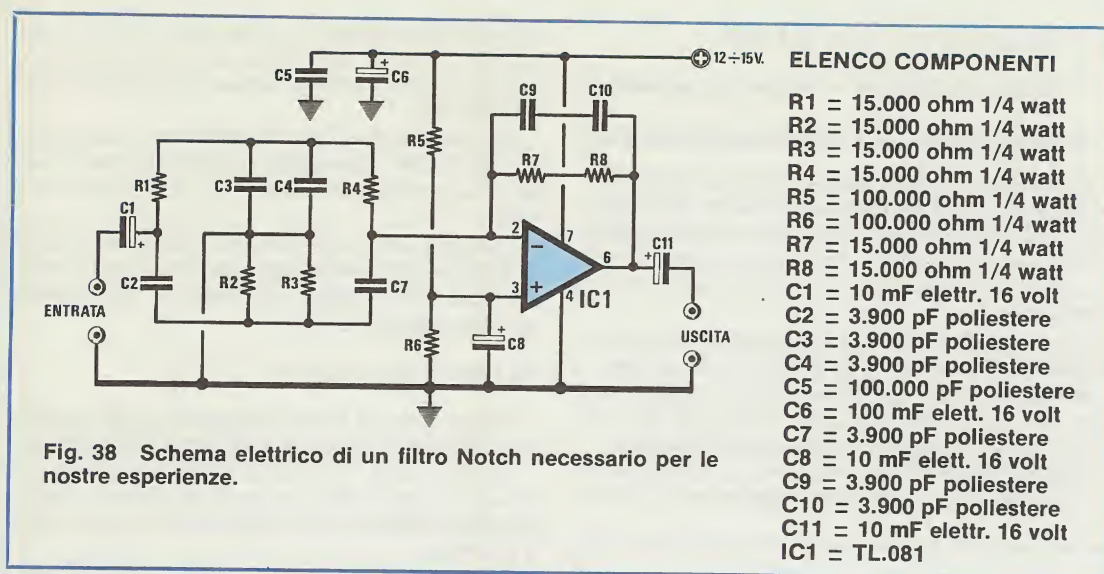 12÷15V.
C5
+
C6
C9
C10
R5
R7
R8
R1
C3
C4
R4
C1
+
C2
R2
R3
C7
2
7
6
3
4
IC1
+
C11
ENTRATA
R6
+
C8
USCITA
Fig. 38 Schema elettrico di un filtro Notch necessario per le
nostre esperienze.
ELENCO COMPONENTI
R1 = 15.000 ohm 1/4 watt
R2 = 15.000 ohm 1/4 watt
R3 = 15.000 ohm 1/4 watt
R4 = 15.000 ohm 1/4 watt
R5 = 100.000 ohm 1/4 watt
R6 = 100.000 ohm 1/4 watt
R7 = 15.000 ohm 1/4 watt
R8 = 15.000 ohm 1/4 watt
C1 = 10 mF elettr. 16 volt
C2 = 3.900 pF poliestere
C3 = 3.900 pF poliestere
C4 = 3.900 pF poliestere
C5 = 100.000 pF poliestere
C6 = 100 mF elett. 16 volt
C7 = 3.900 pF poliestere
C8 = 10 mF elett. 16 volt
C9 = 3.900 pF poliestere
C10 = 3.900 pF poliestere
C11 = 10 mF elettr. 16 volt
IC1 = TL.081